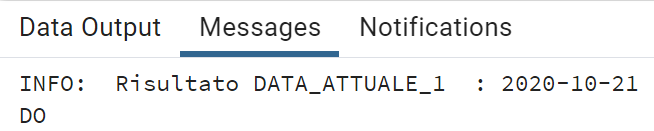 Data Output Messages Notifications
INFO:  Risultato DATA_ATTUALE_1  : 2020-10-21
DO